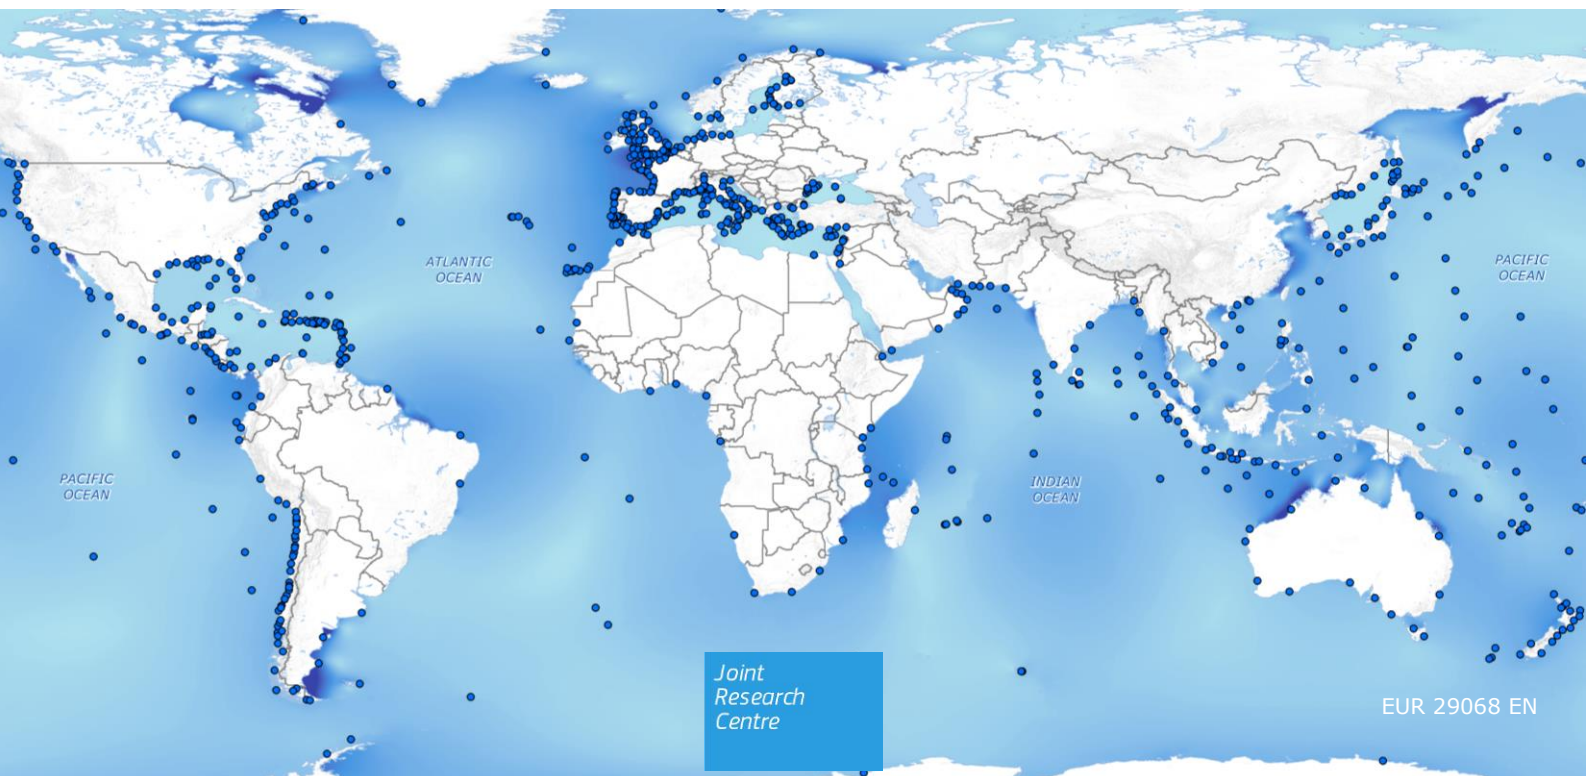 ATLANTIC
OCEAN
PACIFIC
OCEAN
PACIFIC
OCEAN
INDIAN
OCEAN
Joint
Research
Centre
EUR 29068 EN